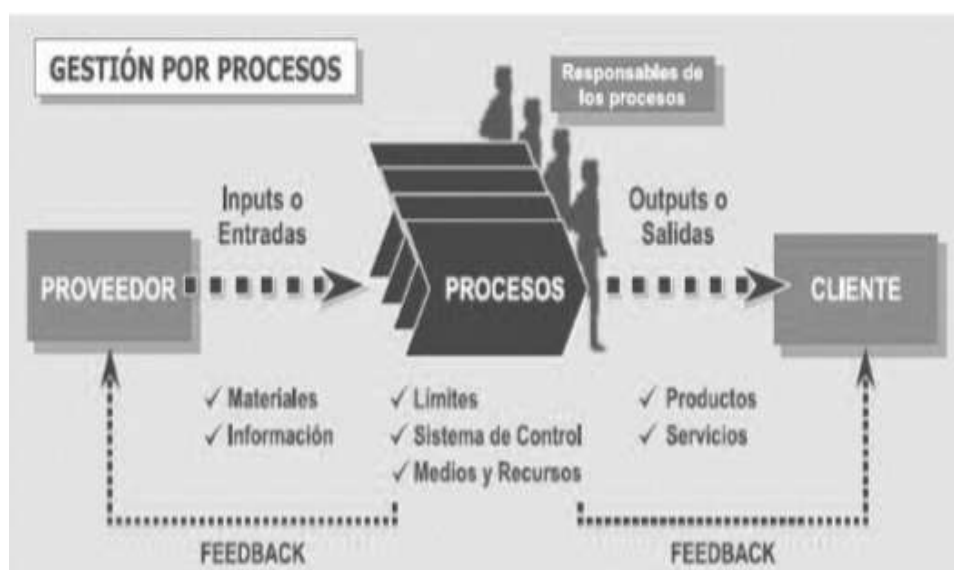 GESTIÓN POR PROCESOS
Responsables de
los procesos
Inputs o
Entradas
Outputs o
Salidas
PROVEEDOR
PROCESOS
CLIENTE
✓ Materiales
✓ Información
✓ Limites
✓ Sistema de Control
✓ Medios y Recursos
✓ Productos
✓ Servicios
FEEDBACK
FEEDBACK